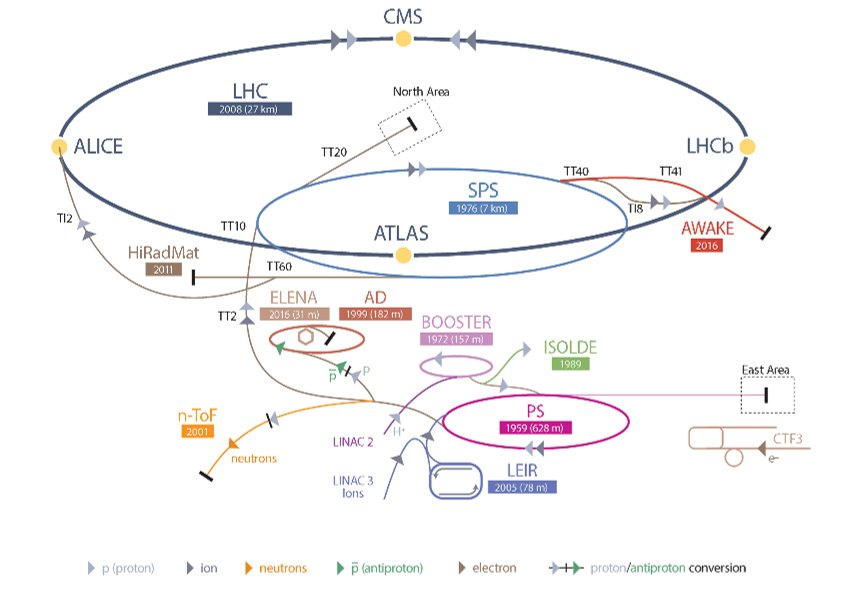 CMS
LHC
2008 (27 km)
North Area
ALICE
LHCb
TT20
TT40
TT41
SPS
1976 (7 km)
TI8
TI2
TT10
ATLAS
AWAKE
2016
HiRadMat
2011
TT60
ELENA
2016 (31 m)
AD
1999 (182 m)
TT2
BOOSTER
1972 (157 m)
ISOLDE
1989
p̅
p
East Area
n-ToF
2001
PS
1959 (628 m)
H⁺
LINAC 2
neutrons
CTF3
e-
LINAC 3
Ions
LEIR
2005 (78 m)
p (proton)
ion
neutrons
p̅ (antiproton)
electron
proton/antiproton conversion